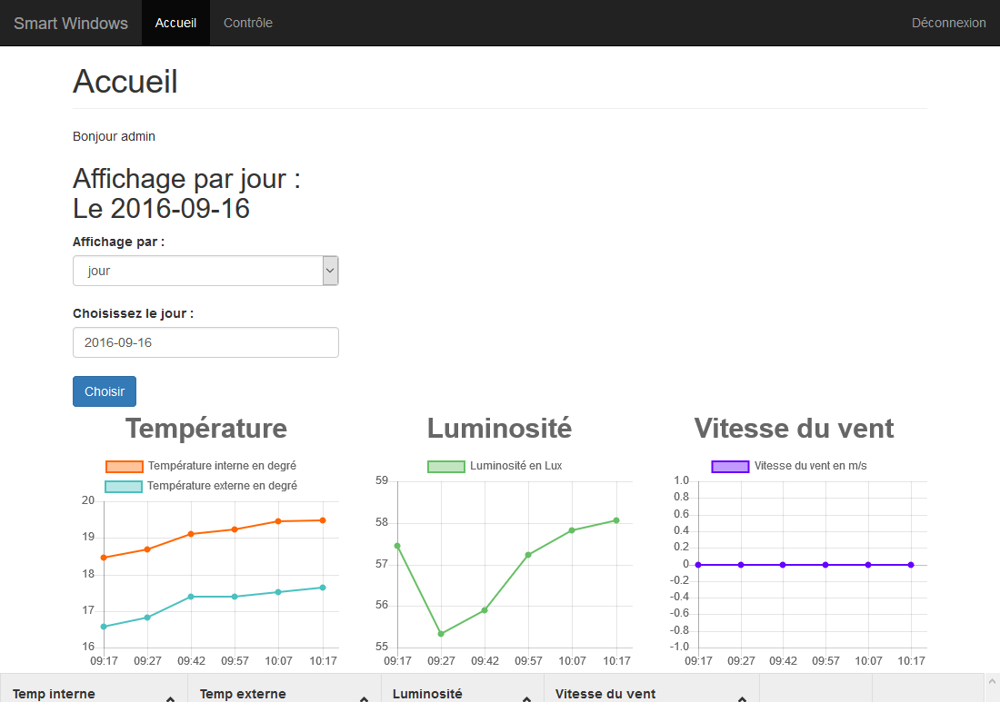 Smart Windows Accueil Contrôle Déconnexion
Accueil
Bonjour admin
Affichage par jour :
Le 2016-09-16
Affichage par :
jour
Choisissez le jour :
2016-09-16
Choisir
Température
Température interne en degré
Température externe en degré
20
19
18
17
16
09:17 09:27 09:42 09:57 10:07 10:17
Luminosité
Luminosité en Lux
59
58
57
56
55
09:17 09:27 09:42 09:57 10:07 10:17
Vitesse du vent
Vitesse du vent en m/s
1.0
0.8
0.6
0.4
0.2
0
-0.2
-0.4
-0.6
-0.8
-1.0
09:17 09:27 09:42 09:57 10:07 10:17
Temp interne Temp externe Luminosité Vitesse du vent